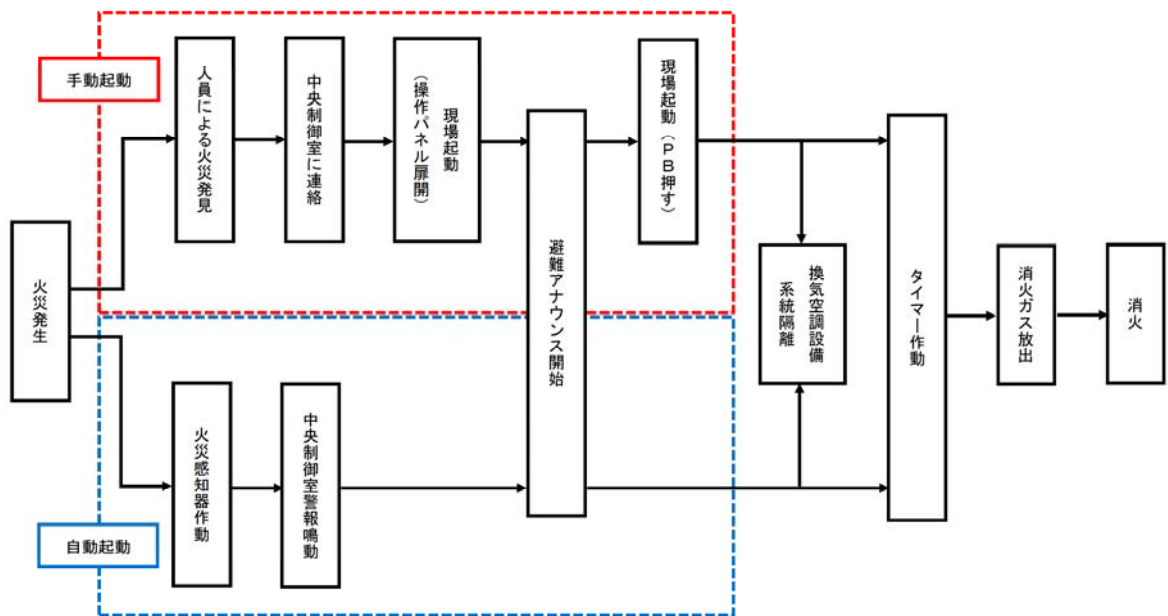 手動起動
人員による火災発見
中央制御室に連絡
現場起動
（操作パネル扉開）
現場起動（ＰＢ押す）
火災発生
避難アナウンス開始
換気空調設備
系統隔離
タイマー作動
消火ガス放出
消火
火災感知器作動
中央制御室警報鳴動
自動起動